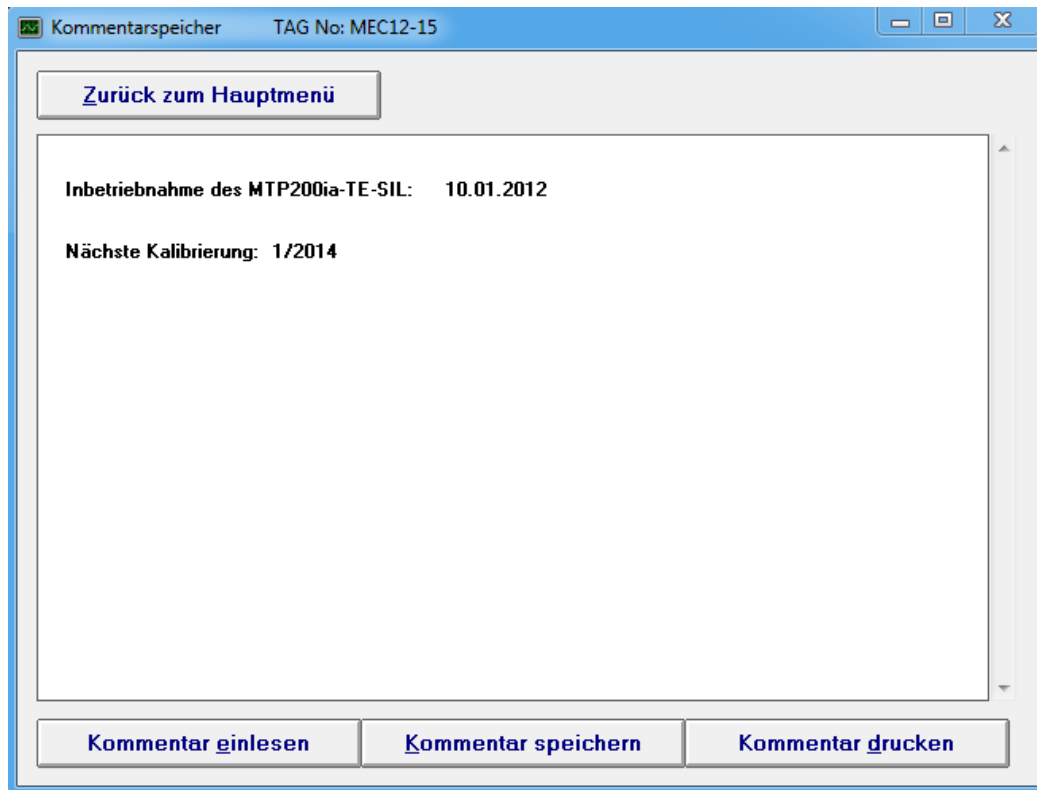 Kommentarspeicher TAG No: MEC12-15
Zurück zum Hauptmenü
Inbetriebnahme des MTP200ia-TE-SIL: 10.01.2012
Nächste Kalibrierung: 1/2014
Kommentar einlesen Kommentar speichern Kommentar drucken